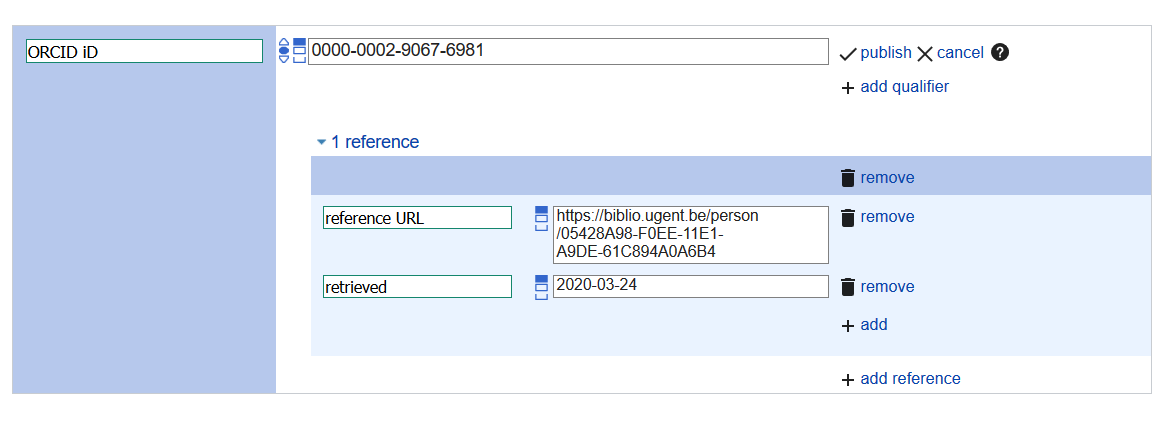 ORCID iD
0000-0002-9067-6981
publish cancel ?
add qualifier
1 reference
remove
reference URL
https://biblio.ugent.be/person
/05428A98-F0EE-11E1-
A9DE-61C894A0A6B4
remove
retrieved
2020-03-24
remove
+ add
+ add reference